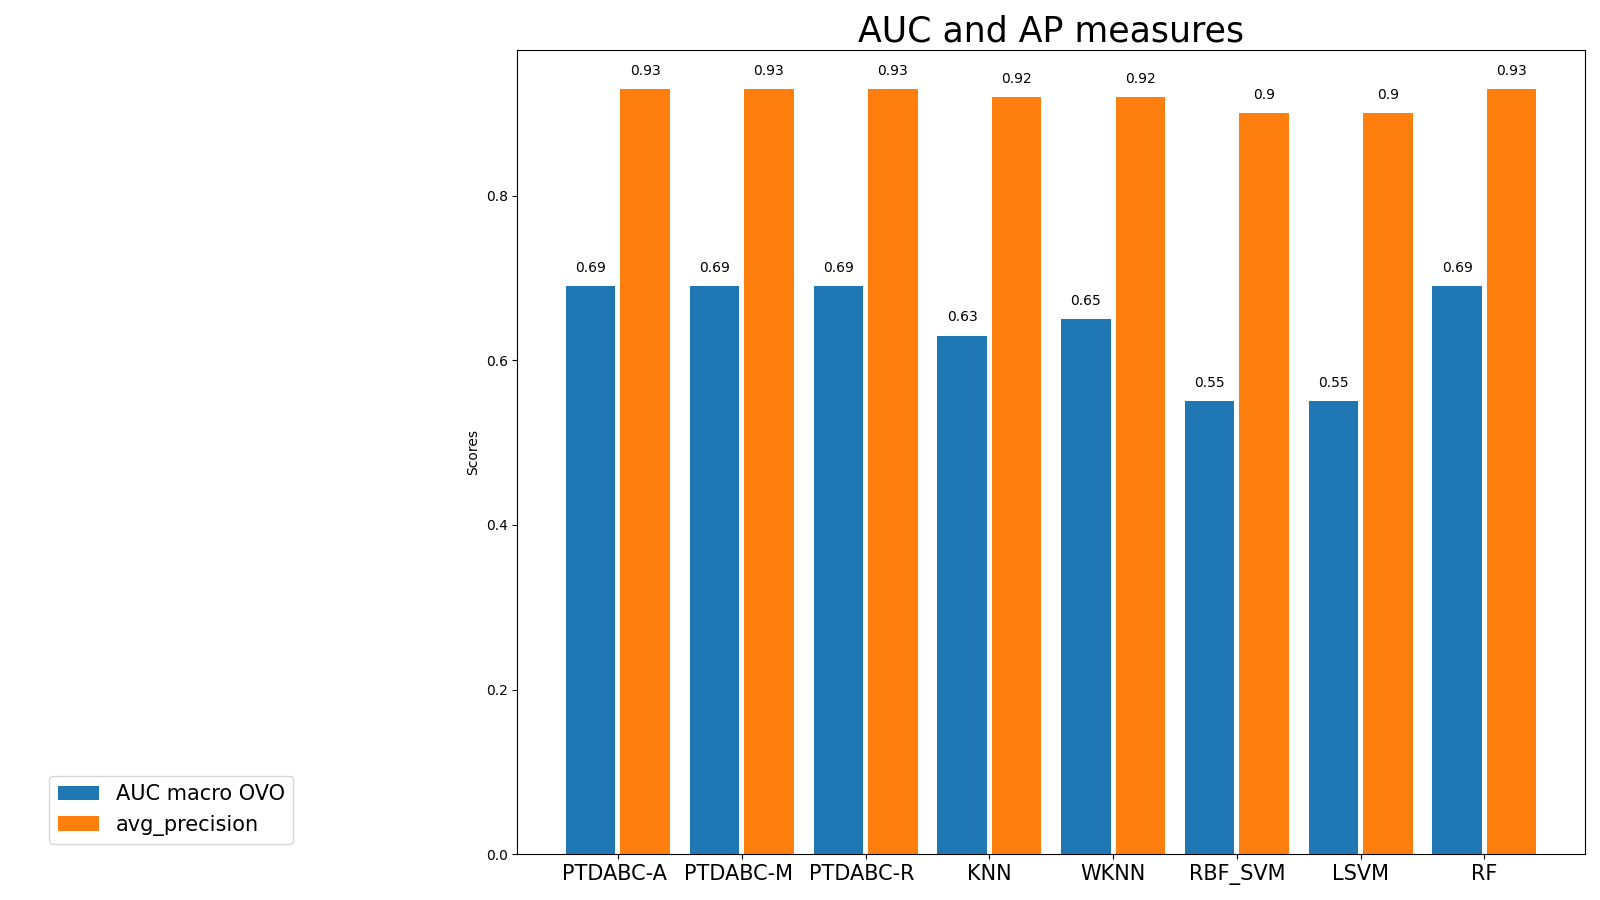 AUC and AP measures
0.93 0.93 0.93 0.92 0.92 0.9 0.9 0.93
0.69 0.69 0.69 0.63 0.65 0.55 0.55 0.69
Scores
0.8
0.6
0.4
0.2
0.0
PTDABC-A PTDABC-M PTDABC-R KNN WKNN RBF_SVM LSVM RF
AUC macro OVO
avg_precision